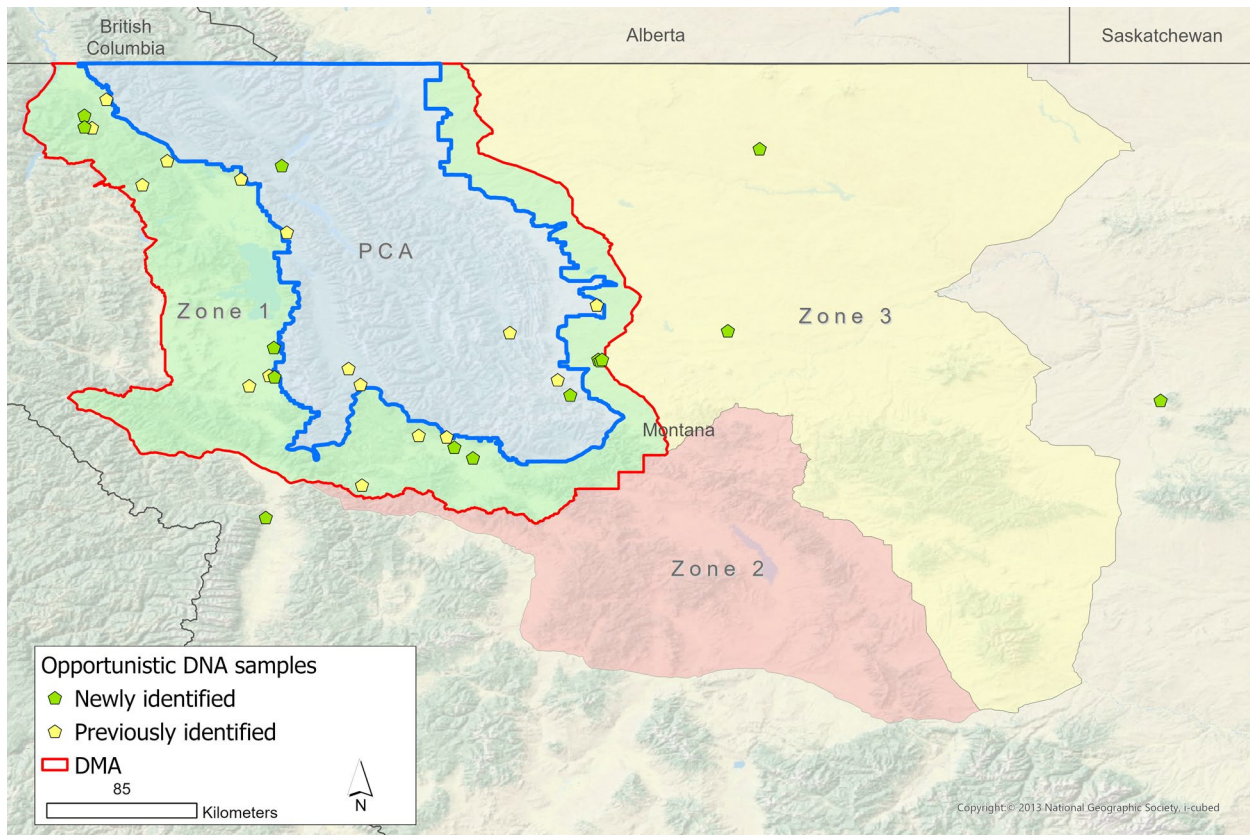 British
Columbia
Alberta
Saskatchewan
PCA
Zone 1
Zone 3
Montana
Zone 2
Opportunistic DNA samples
Newly identified
Previously identified
DMA
85
Kilometers
N
Copyright:© 2013 National Geographic Society, i-cubed